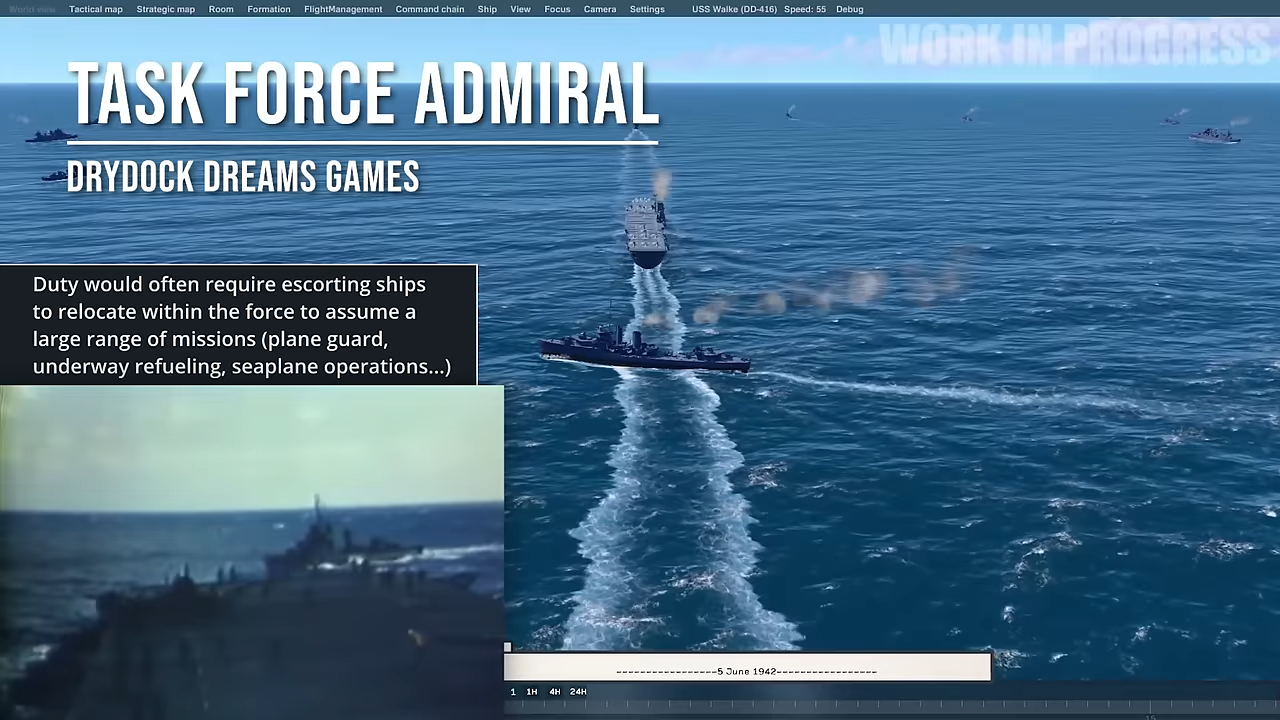 World view Tactical map Strategic map Room Formation FlightManagement Command chain Ship View Focus Camera Settings USS Walke (DD-416) Speed: 55 Debug
WORK IN PROGRESS
TASK FORCE ADMIRAL
DRYDOCK DREAMS GAMES
Duty would often require escorting ships
to relocate within the force to assume a
large range of missions (plane guard,
underway refueling, seaplane operations...)
-----------------5 June 1942-----------------
1 1H 4H 24H
15